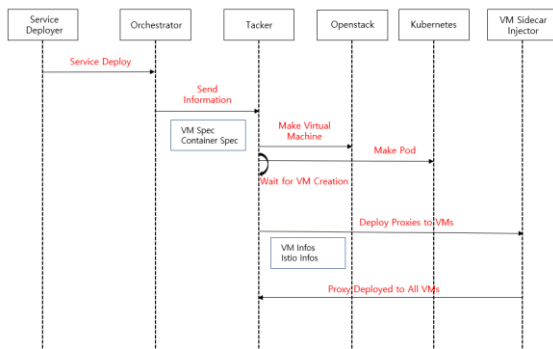 Service
Deployer
Orchestrator
Tacker
Openstack
Kubernetes
VM Sidecar
Injector
Service Deploy
Send
Information
VM Spec
Container Spec
Make Virtual
Machine
Make Pod
Wait for VM Creation
Deploy Proxies to VMs
VM Infos
Istio Infos
Proxy Deployed to All VMs